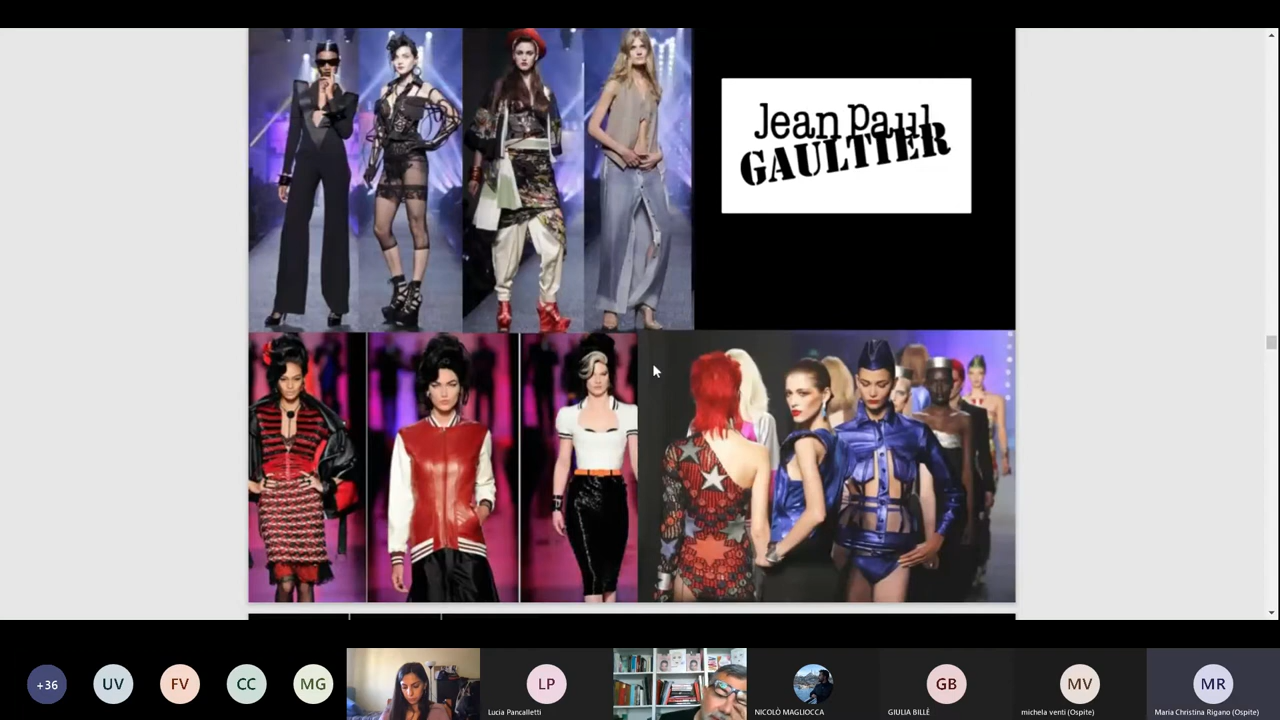 Jean Paul
GAULTIER
+36
UV
FV
CC
MG
LP
Lucia Pancalletti
NICOLÒ MAGLIOCCA
GB
GIULIA BILLÈ
MV
michela venti (Ospite)
MR
Maria Christina Rigano (Ospite)